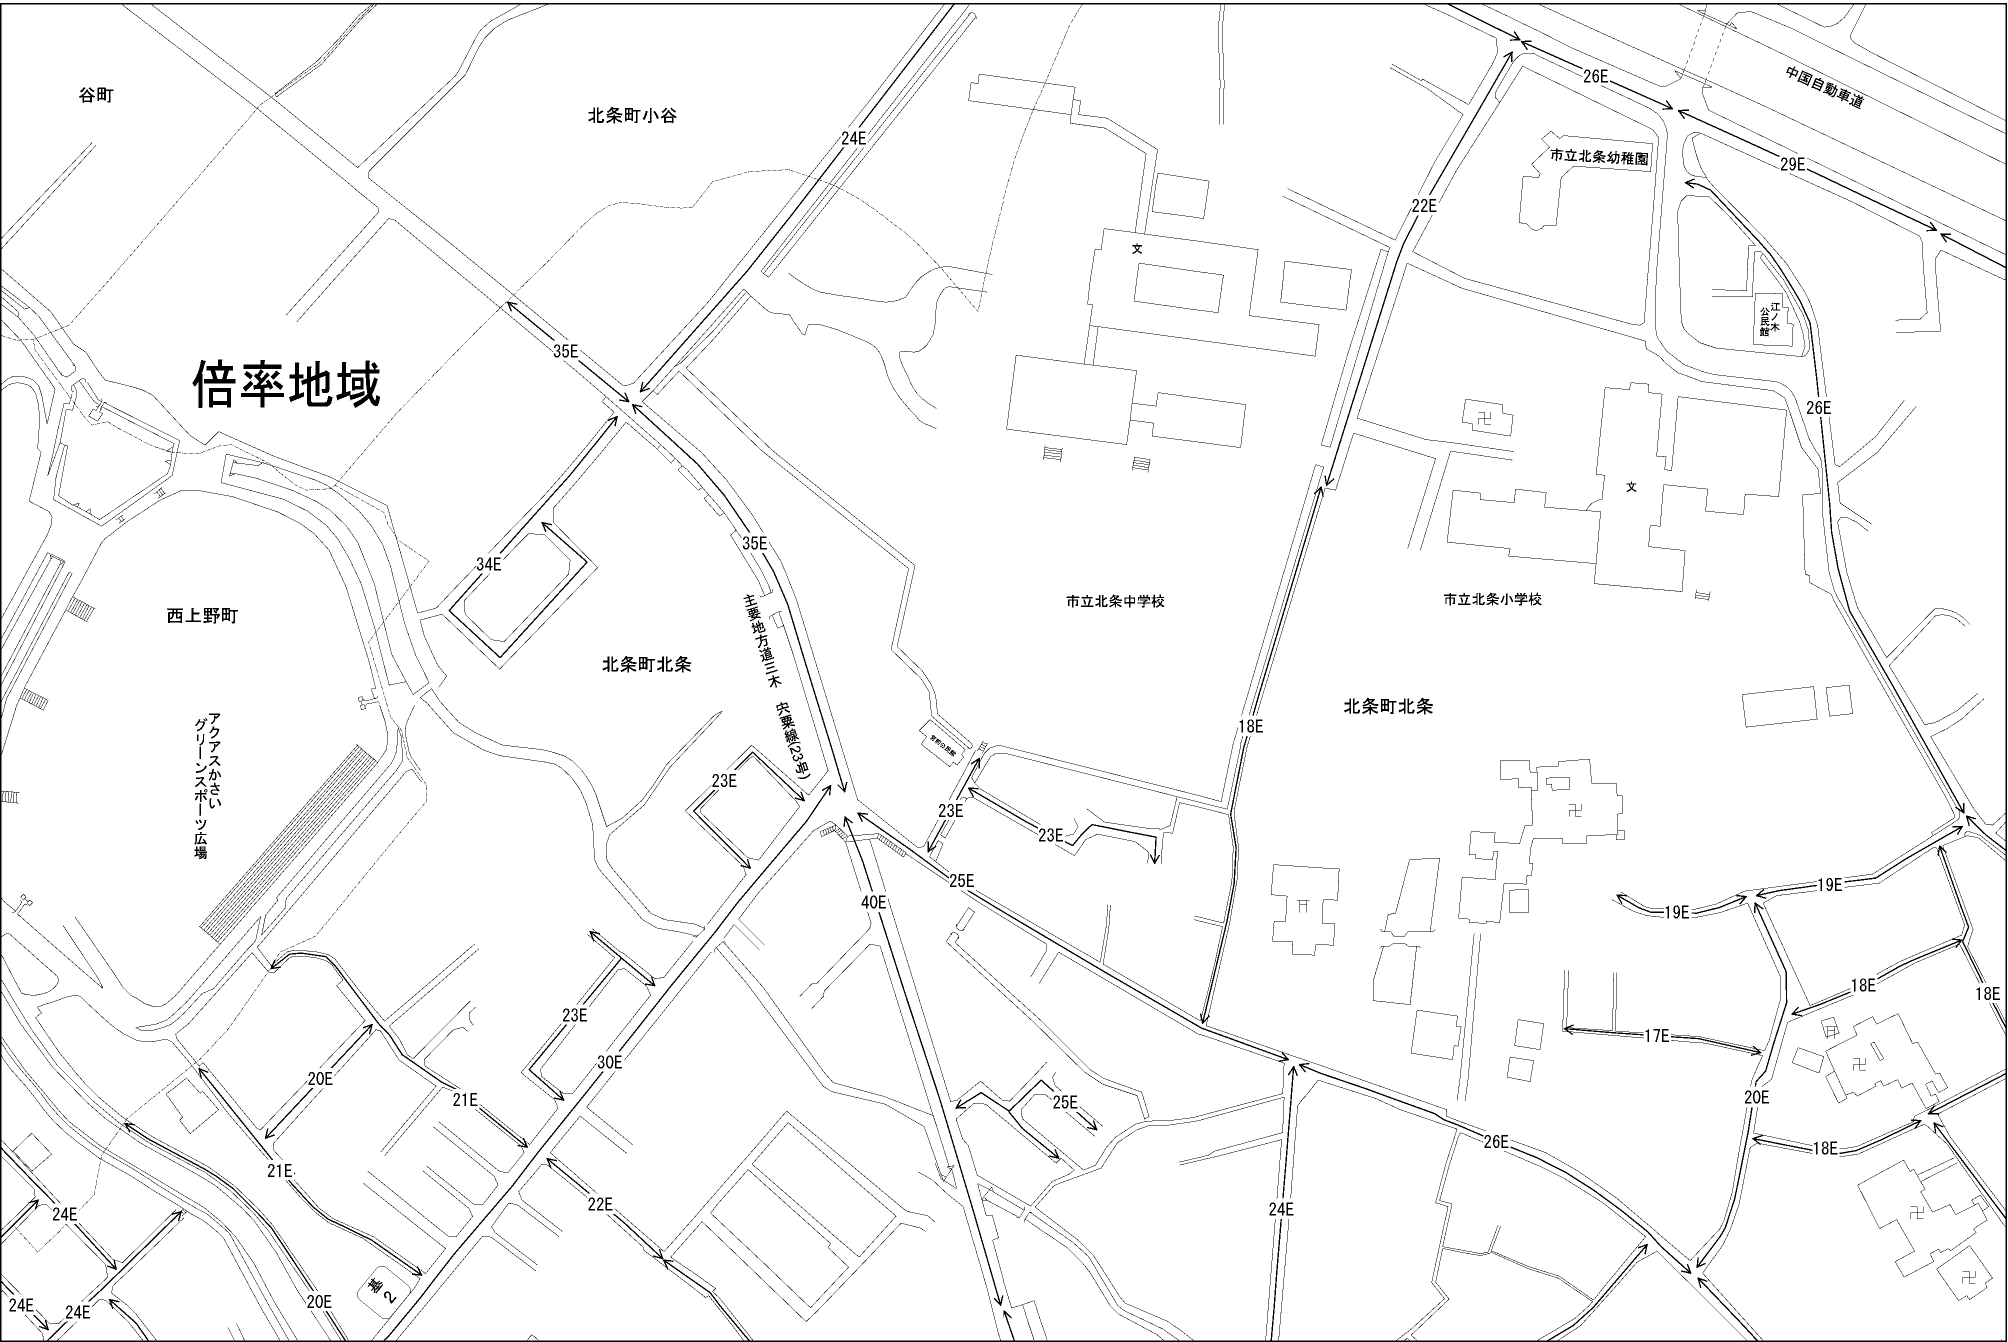 谷町
北条町小谷
24E
26E
中国自動車道
29E
市立北条幼稚園
22E
文
江ノ木
公民館
35E
倍率地域
26E
文
34E
35E
市立北条中学校
市立北条小学校
西上野町
北条町北条
主要地方道三木　宍粟線(23号)
北条町北条
18E
アクアスかさい
グリーンスポーツ広場
23E
23E
23E
25E
40E
19E
19E
18E
18E
23E
30E
17E
20E
21E
25E
20E
26E
18E
21E
22E
24E
24E
24E
24E
20E
基2